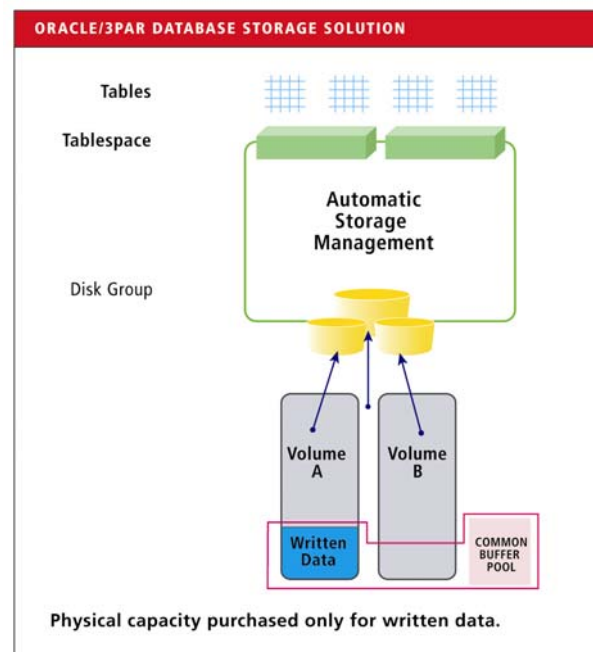 ORACLE/3PAR DATABASE STORAGE SOLUTION
Tables
Tablespace
Automatic
Storage
Management
Disk Group
Volume
A
Volume
B
Written
Data
COMMON
BUFFER
POOL
Physical capacity purchased only for written data.